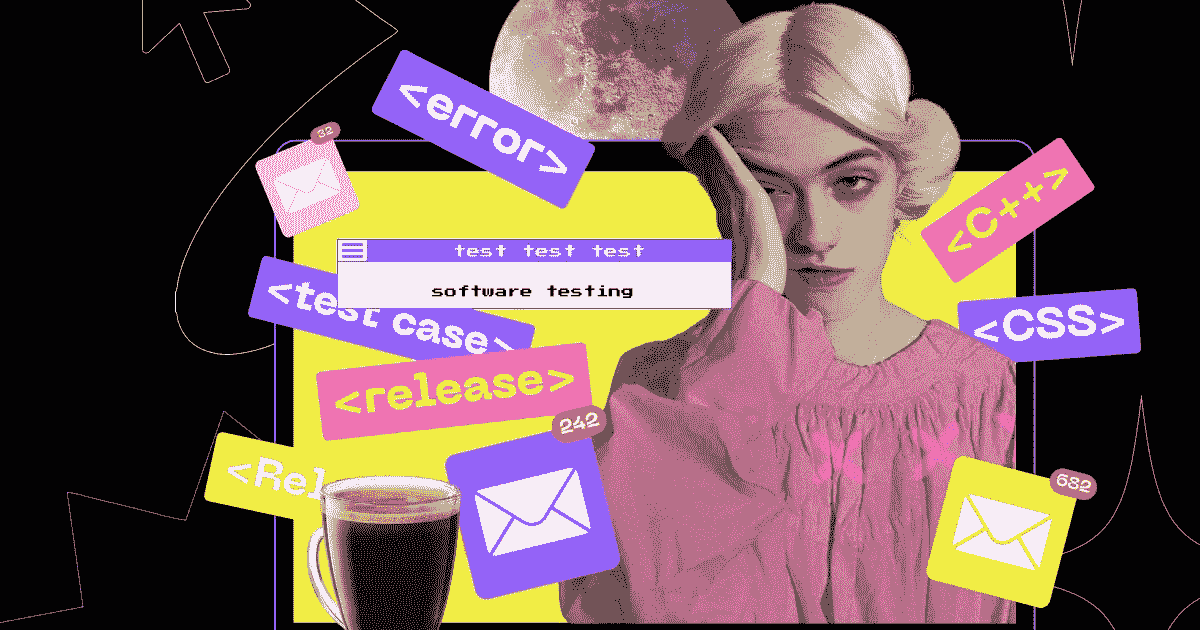 <error>
32
<C++>
test test test
software testing
<test case>
<CSS>
<release>
242
<Rel
682